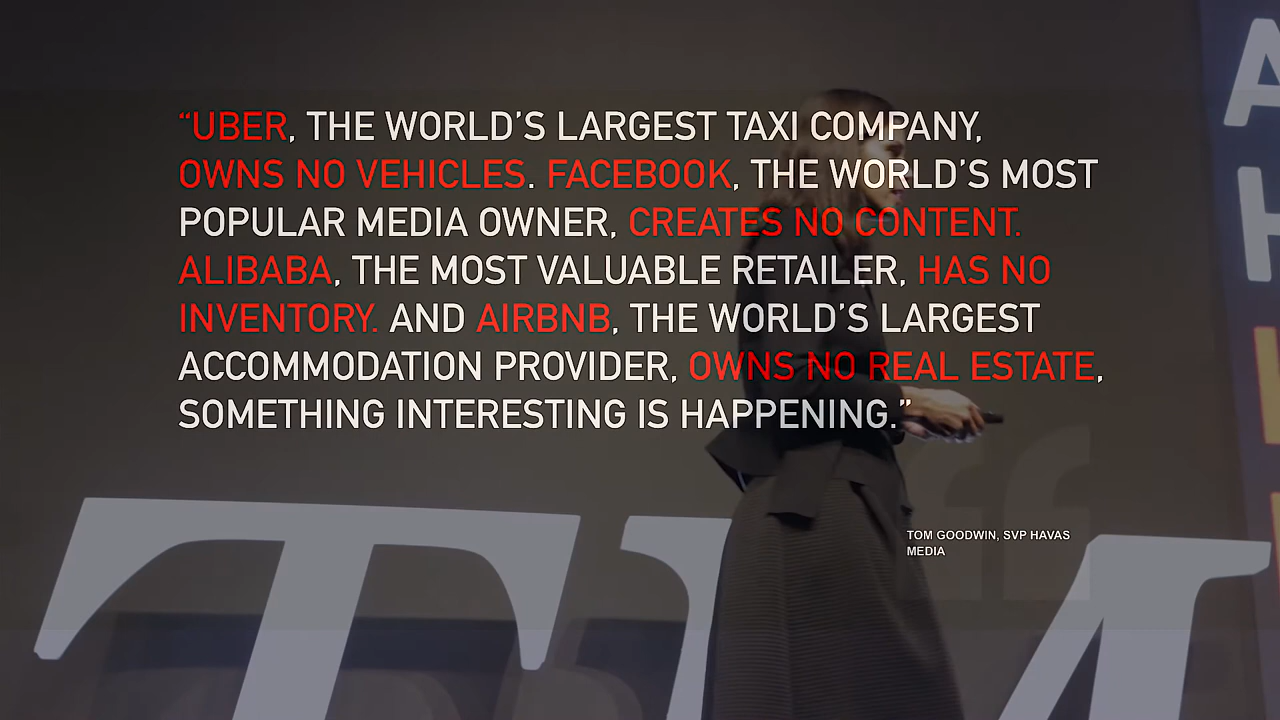 “UBER, THE WORLD’S LARGEST TAXI COMPANY,
OWNS NO VEHICLES. FACEBOOK, THE WORLD’S MOST
POPULAR MEDIA OWNER, CREATES NO CONTENT.
ALIBABA, THE MOST VALUABLE RETAILER, HAS NO
INVENTORY. AND AIRBNB, THE WORLD’S LARGEST
ACCOMMODATION PROVIDER, OWNS NO REAL ESTATE,
SOMETHING INTERESTING IS HAPPENING.”
TOM GOODWIN, SVP HAVAS
MEDIA